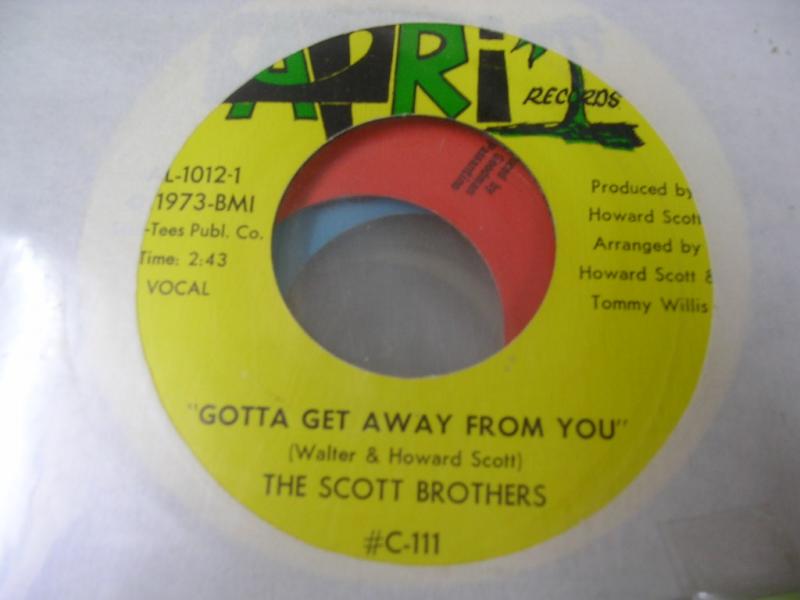 RECORDS
L-1012-1
1973-BMI
-Tees Publ. Co.
Time: 2:43
VOCAL
Produced by
Howard Scott
Arranged by
Howard Scott &
Tommy Willis
"GOTTA GET AWAY FROM YOU"
(Walter & Howard Scott)
THE SCOTT BROTHERS
#C-111